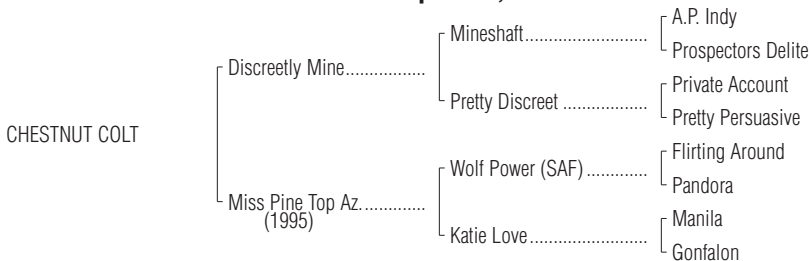 A.P. Indy
Mineshaft
Prospectors Delite
Discreetly Mine
Private Account
Pretty Discreet
Pretty Persuasive
CHESTNUT COLT
Flirting Around
Wolf Power (SAF)
Pandora
Miss Pine Top Az.
(1995)
Manila
Katie Love
Gonfalon